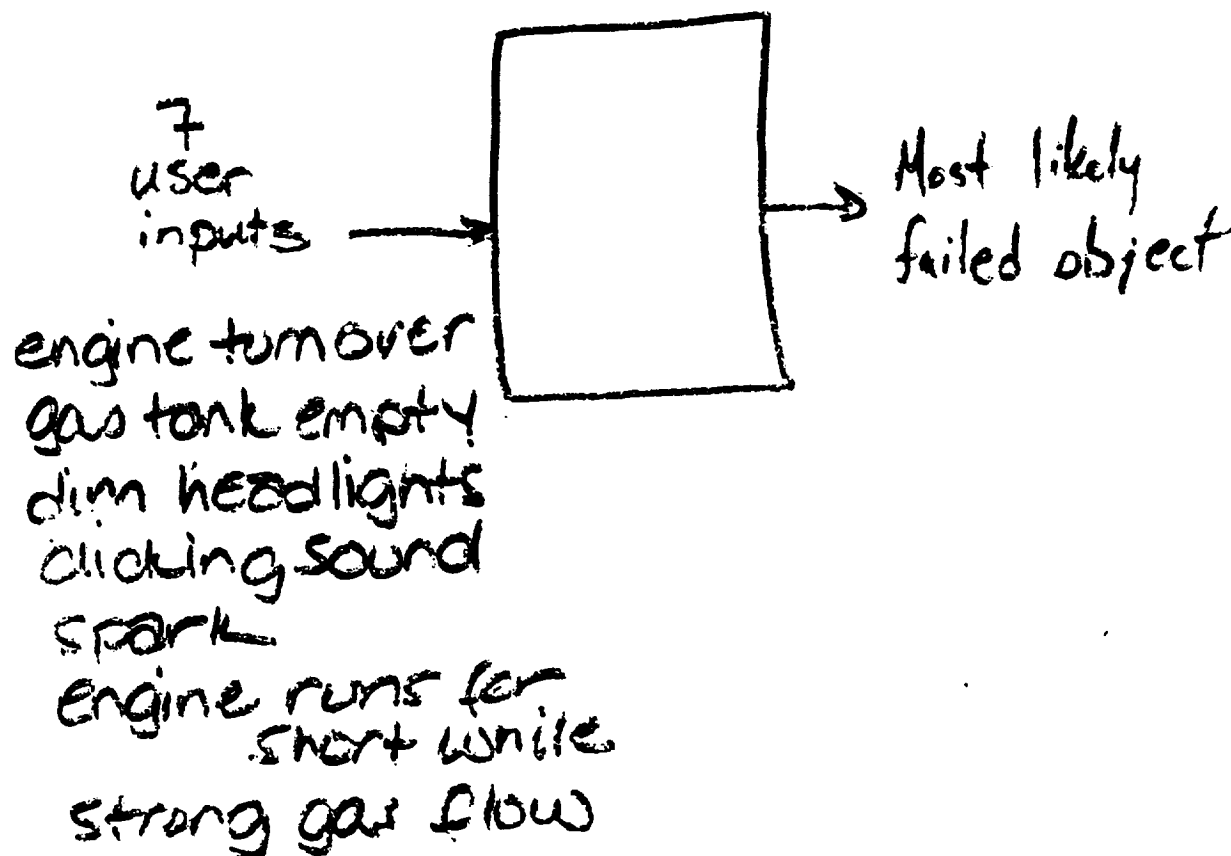 7
user
inputs
Most likely
failed object
engine turnover
gas tank empty
dim headlights
clicking sound
spark
engine runs for
short while
strong gas flow